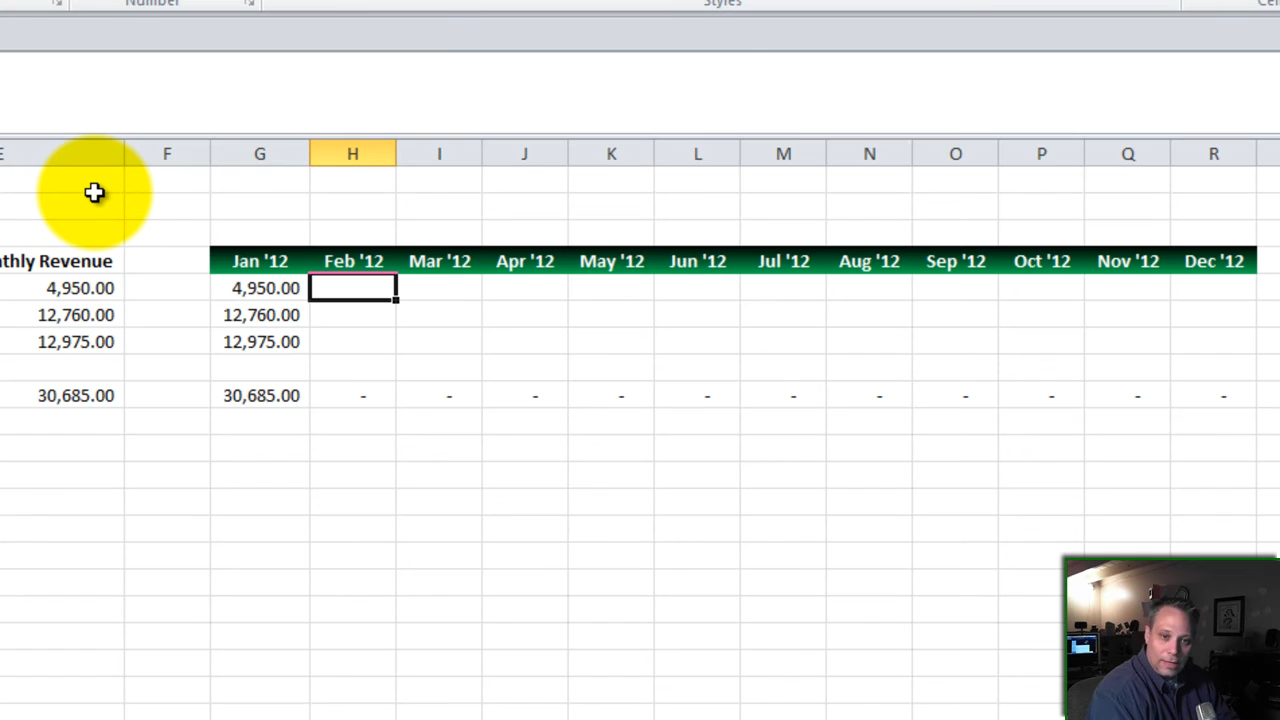 Number Styles
E F G H I J K L M N O P Q R
Jan '12 Feb '12 Mar '12 Apr '12 May '12 Jun '12 Jul '12 Aug '12 Sep '12 Oct '12 Nov '12 Dec '12
Revenue
4,950.00 4,950.00
12,760.00 12,760.00
12,975.00 12,975.00
30,685.00 30,685.00 - - - - - - - - - - -